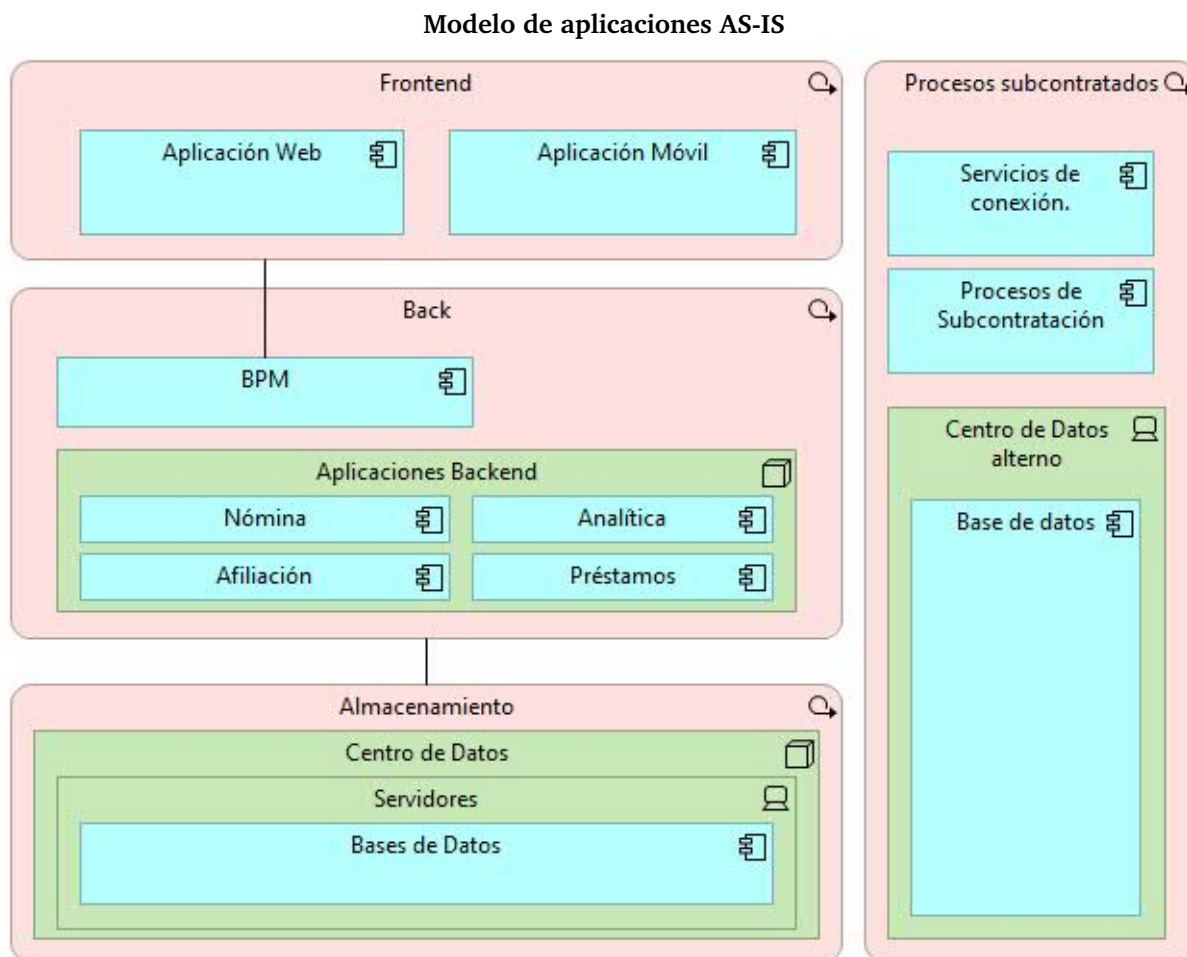 Modelo de aplicaciones AS-IS
Frontend
Aplicación Web
Aplicación Móvil
Back
BPM
Aplicaciones Backend
Nómina
Analítica
Afiliación
Préstamos
Almacenamiento
Centro de Datos
Servidores
Bases de Datos
Procesos subcontratados
Servicios de
conexión.
Procesos de
Subcontratación
Centro de Datos
alterno
Base de datos